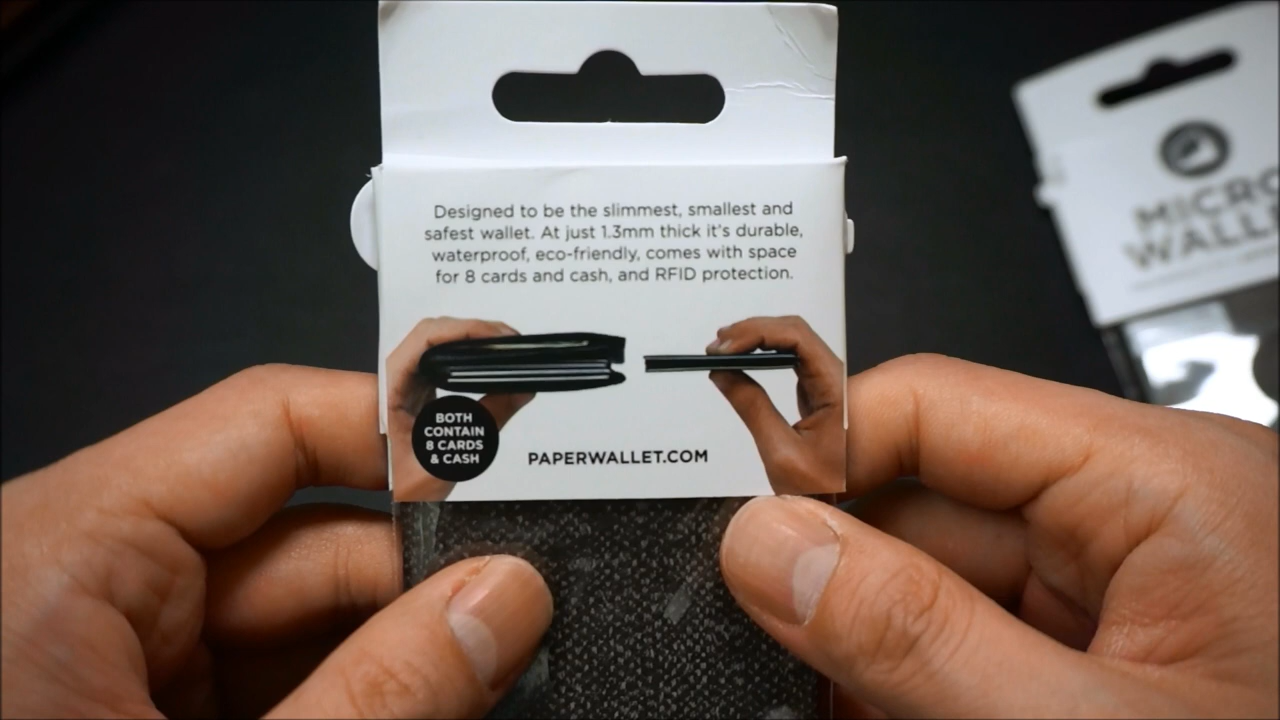 Designed to be the slimmest, smallest and
safest wallet. At just 1.3mm thick it's durable,
waterproof, eco-friendly, comes with space
for 8 cards and cash, and RFID protection.
BOTH
CONTAIN
8 CARDS
& CASH
PAPERWALLET.COM
MICRO
WALL